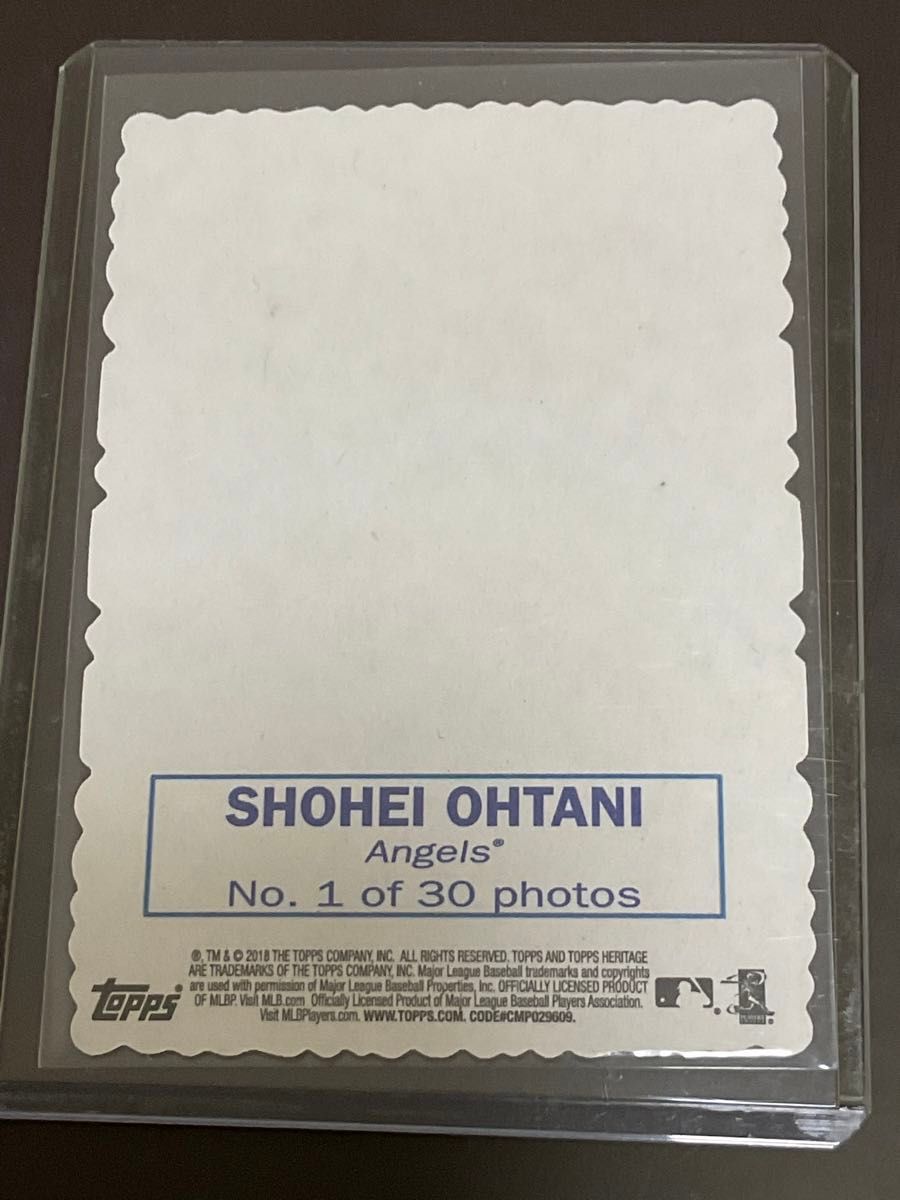 SHOHEI OHTANI
Angels®
No. 1 of 30 photos
®, TM & © 2018 THE TOPPS COMPANY, INC. ALL RIGHTS RESERVED. TOPPS AND TOPPS HERITAGE
ARE TRADEMARKS OF THE TOPPS COMPANY, INC. Major League Baseball trademarks and copyrights
are used with permission of Major League Baseball Properties, Inc. OFFICIALLY LICENSED PRODUCT
OF MLBP. Visit MLB.com Officially Licensed Product of Major League Baseball Players Association.
Visit MLBPlayers.com. WWW.TOPPS.COM. CODE#CMP029609.
topps®